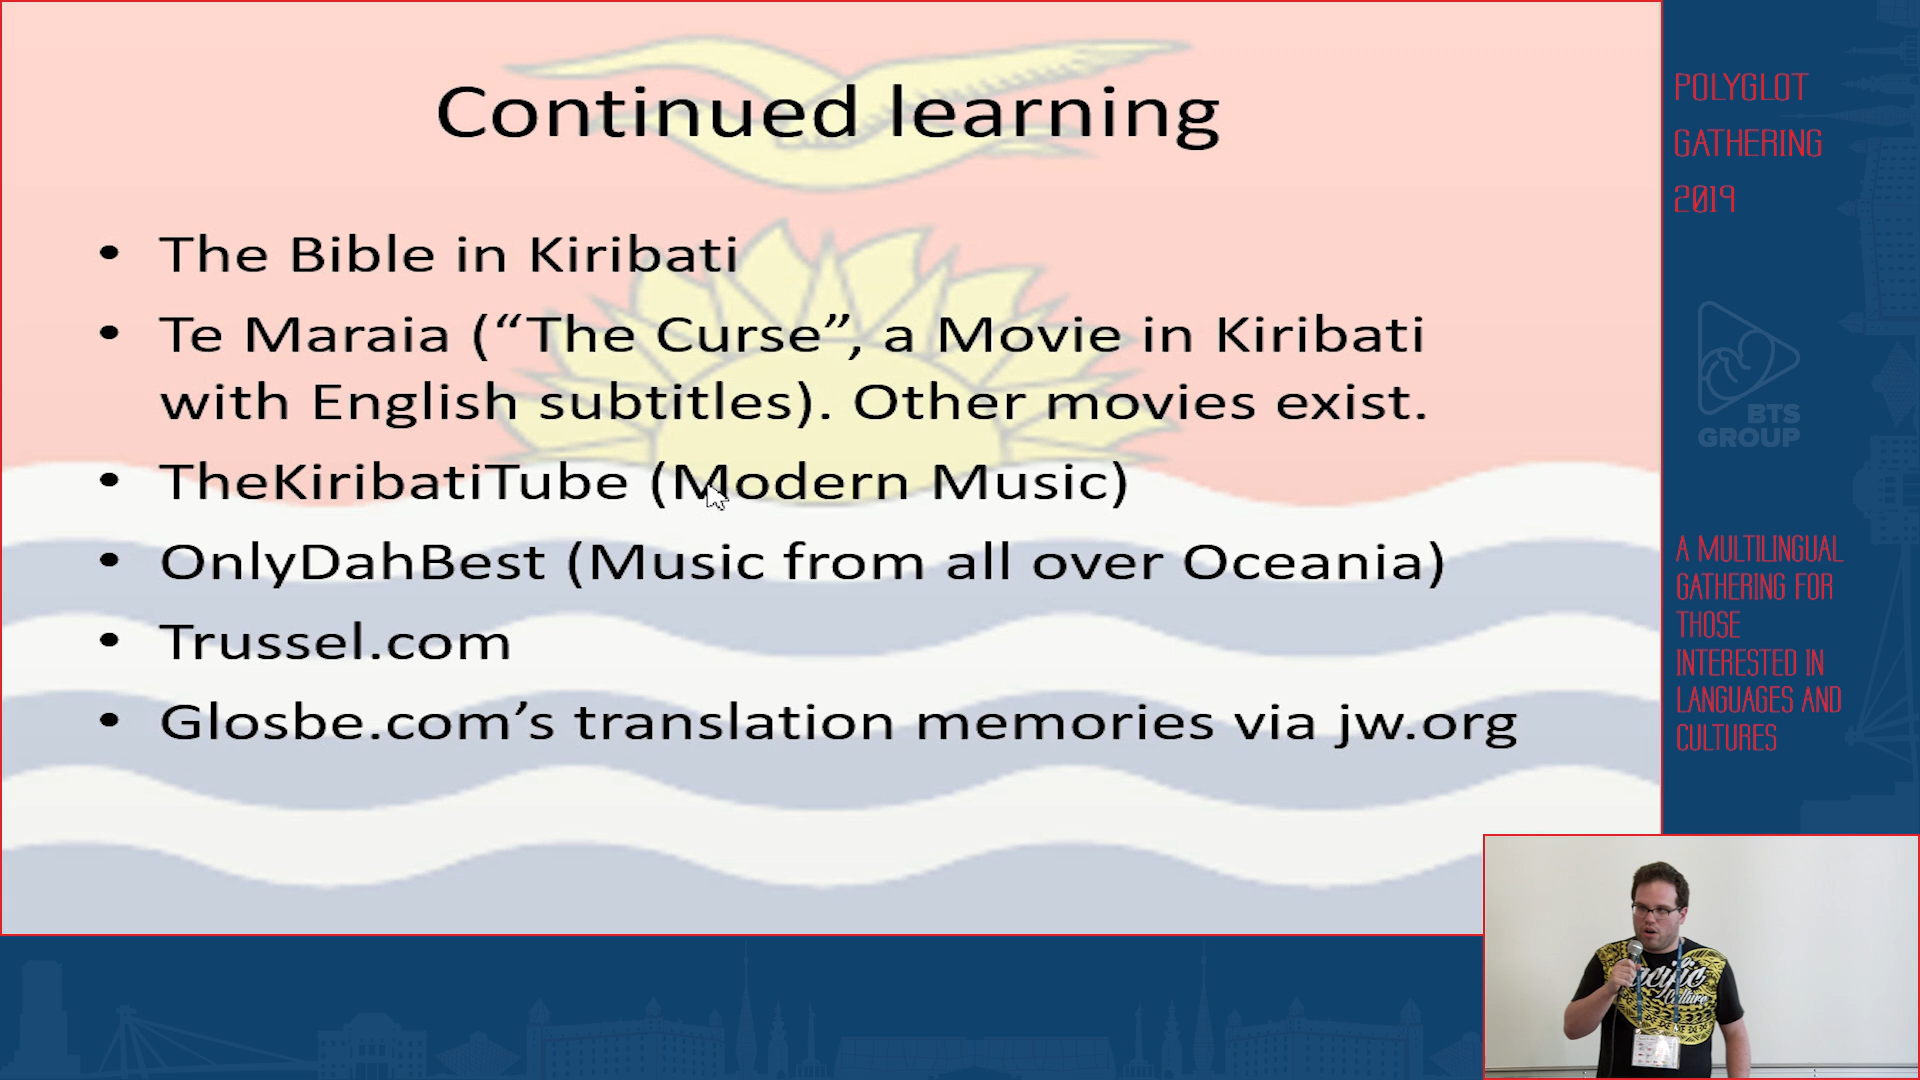 Continued learning
• The Bible in Kiribati
• Te Maraia (“The Curse”, a Movie in Kiribati
with English subtitles). Other movies exist.
• TheKiribatiTube (Modern Music)
• OnlyDahBest (Music from all over Oceania)
• Trussel.com
• Glosbe.com’s translation memories via jw.org
POLYGLOT
GATHERING
2019
BTS
GROUP
A MULTILINGUAL
GATHERING FOR
THOSE
INTERESTED IN
LANGUAGES AND
CULTURES
Culture